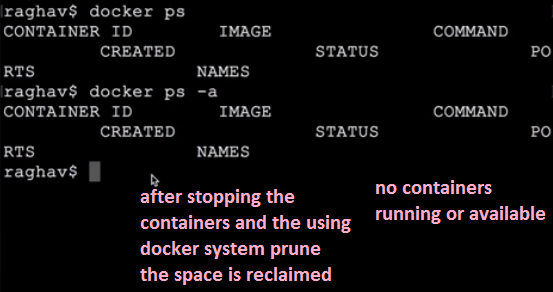 raghav$ docker ps
CONTAINER ID IMAGE COMMAND
CREATED STATUS PO
RTS NAMES
raghav$ docker ps -a
CONTAINER ID IMAGE COMMAND
CREATED STATUS PO
RTS NAMES
raghav$
after stopping the
containers and the using
docker system prune
the space is reclaimed
no containers
running or available